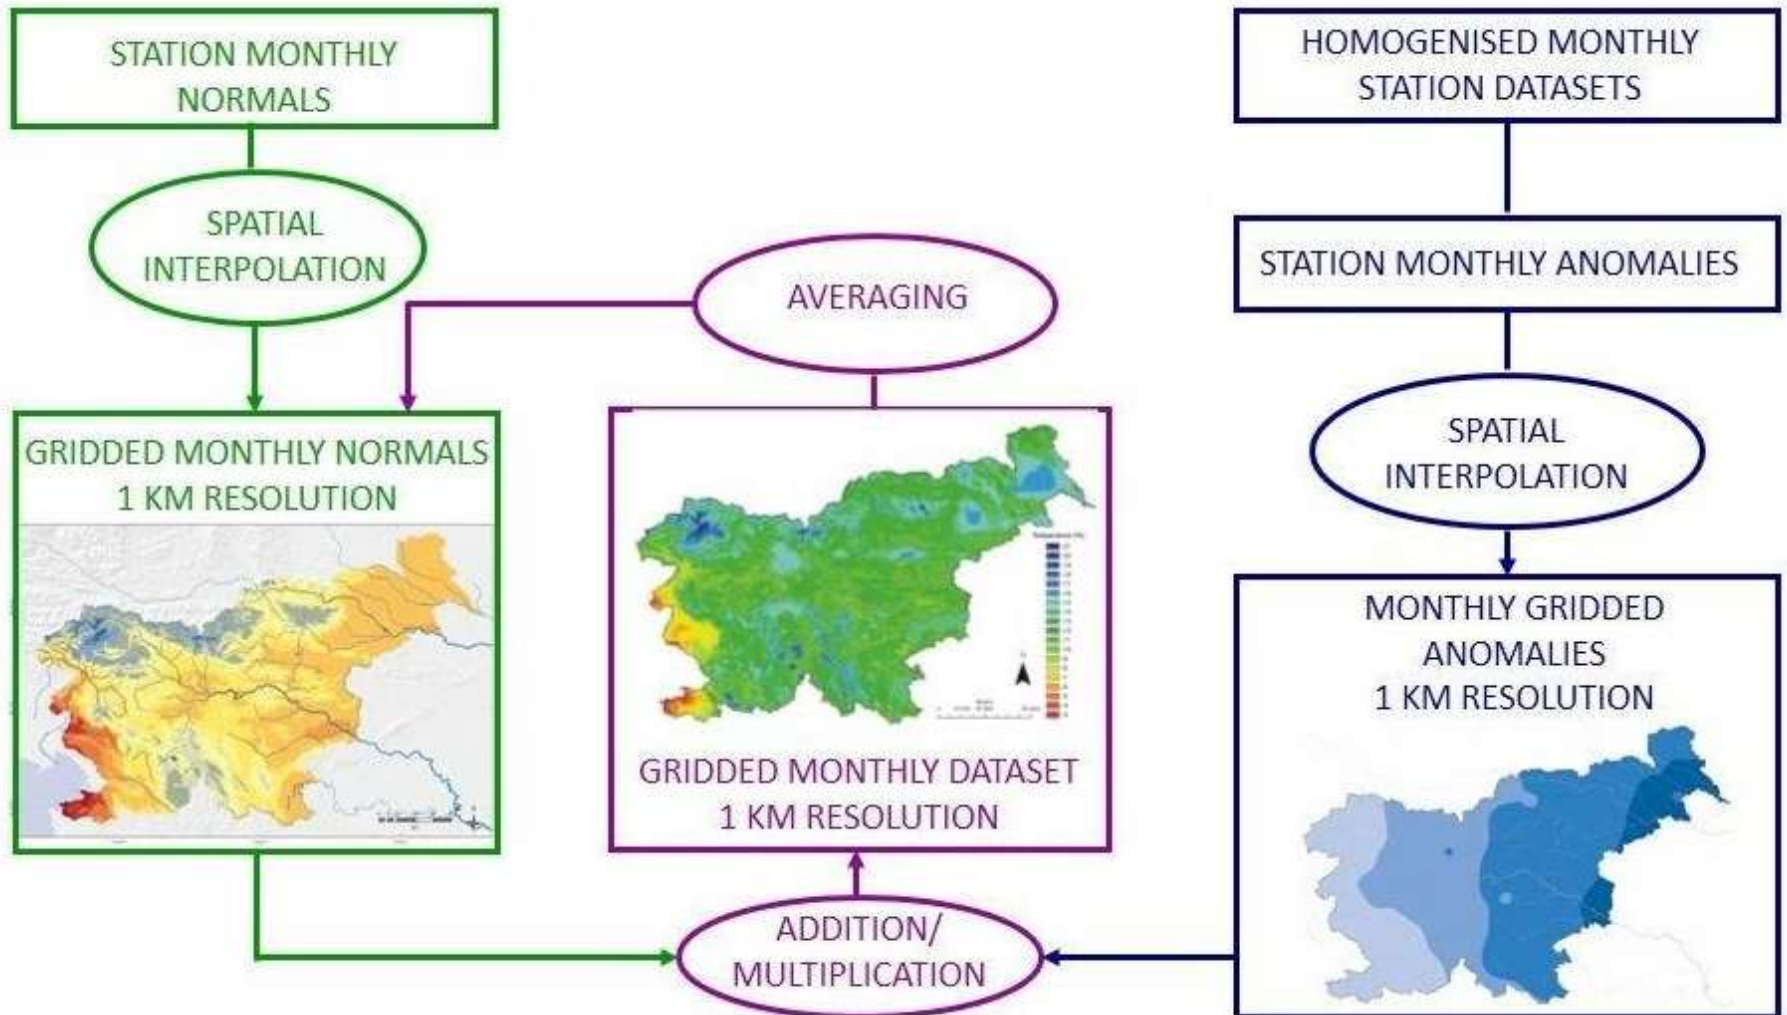 STATION MONTHLY
NORMALS
SPATIAL
INTERPOLATION
GRIDDED MONTHLY NORMALS
1 KM RESOLUTION
AVERAGING
GRIDDED MONTHLY DATASET
1 KM RESOLUTION
ADDITION/
MULTIPLICATION
HOMOGENISED MONTHLY
STATION DATASETS
STATION MONTHLY ANOMALIES
SPATIAL
INTERPOLATION
MONTHLY GRIDDED
ANOMALIES
1 KM RESOLUTION